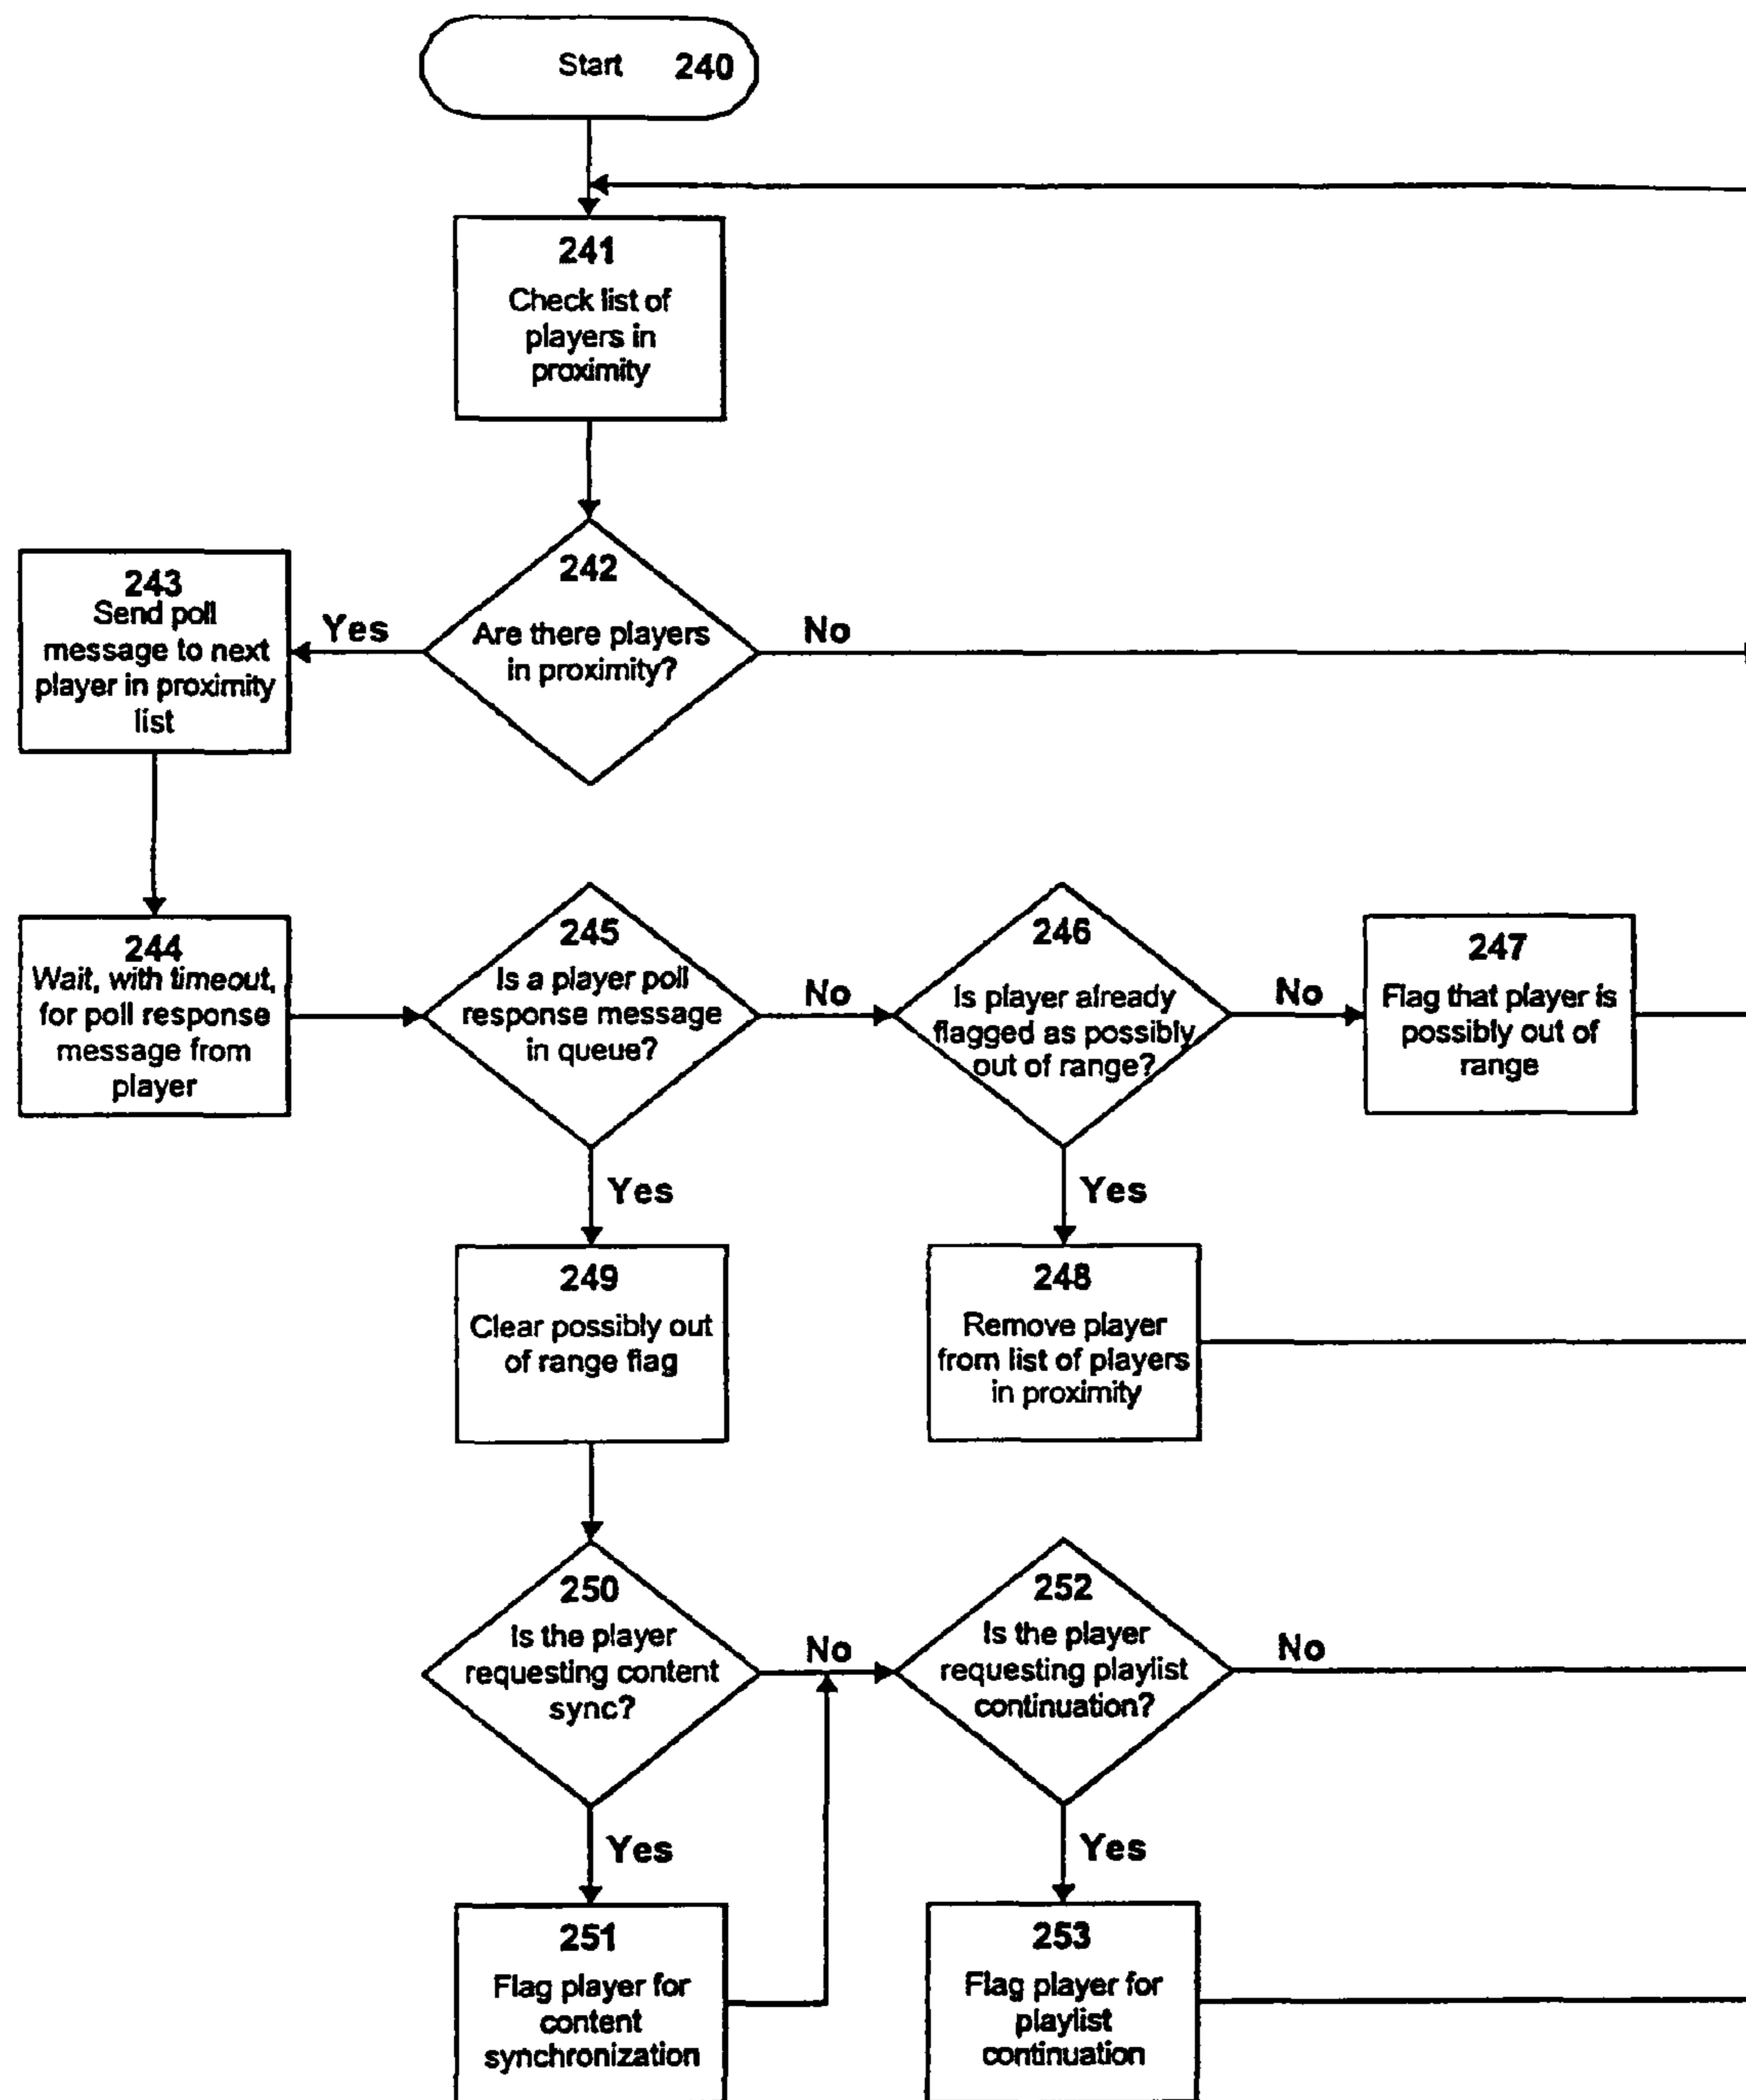 Start 240
241
Check list of
players in
proximity
242
Are there players
in proximity?
Yes
No
243
Send poll
message to next
player in proximity
list
244
Wait, with timeout,
for poll response
message from
player
245
Is a player poll
response message
in queue?
No
Yes
246
Is player already
flagged as possibly
out of range?
No
Yes
247
Flag that player is
possibly out of
range
249
Clear possibly out
of range flag
248
Remove player
from list of players
in proximity
250
Is the player
requesting content
sync?
No
Yes
252
Is the player
requesting playlist
continuation?
No
Yes
251
Flag player for
content
synchronization
253
Flag player for
playlist
continuation